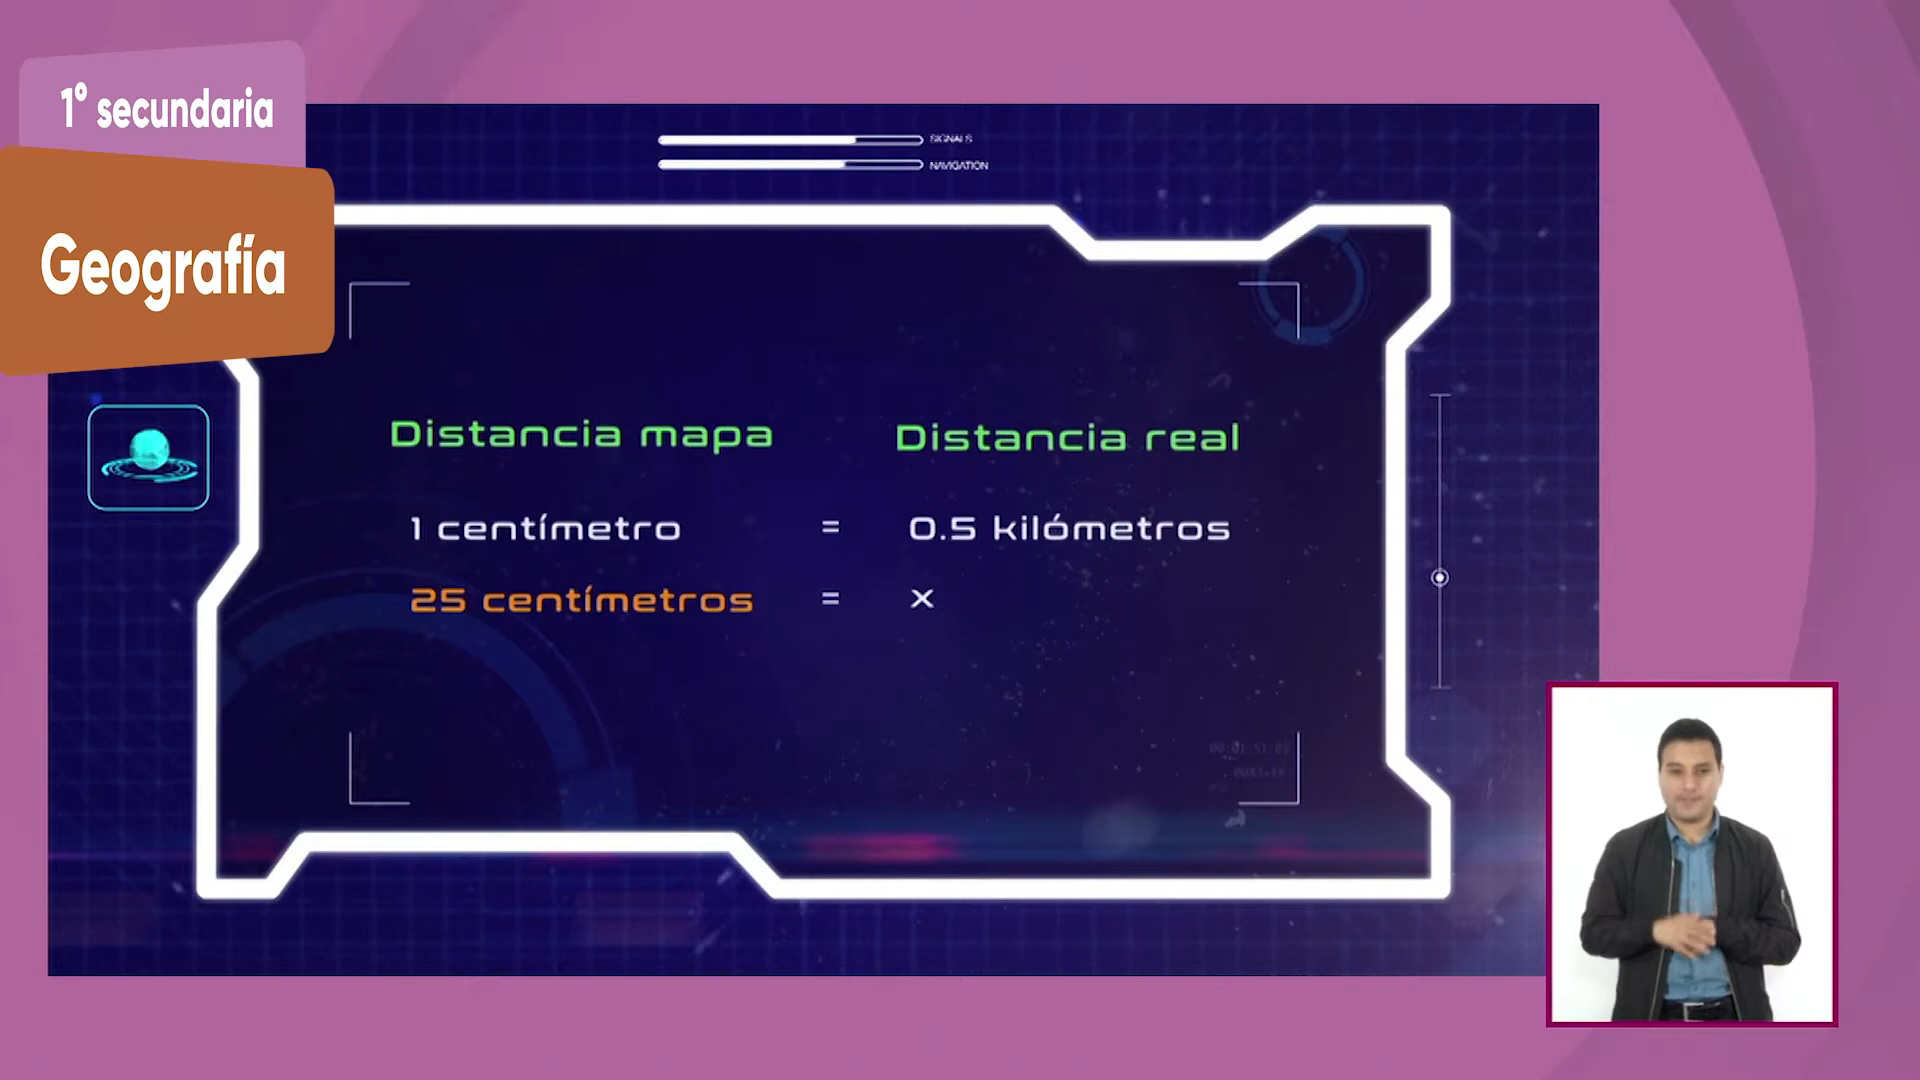 1° secundaria
Geografía
SIGNALS
NAVIGATION
Distancia mapa Distancia real
1 centímetro = 0.5 kilómetros
25 centímetros = x